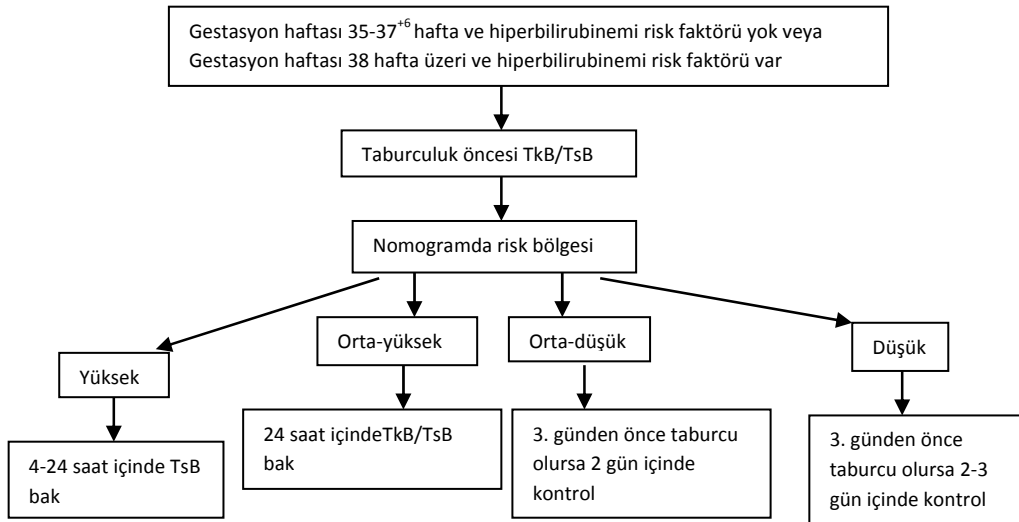 Gestasyon haftası 35-37+6 hafta ve hiperbilirubinemi risk faktörü yok veya
Gestasyon haftası 38 hafta üzeri ve hiperbilirubinemi risk faktörü var
Taburculuk öncesi TkB/TsB
Nomogramda risk bölgesi
Yüksek
Orta-yüksek
Orta-düşük
Düşük
4-24 saat içinde TsB
bak
24 saat içindeTkB/TsB
bak
3. günden önce taburcu
olursa 2 gün içinde
kontrol
3. günden önce
taburcu olursa 2-3
gün içinde kontrol